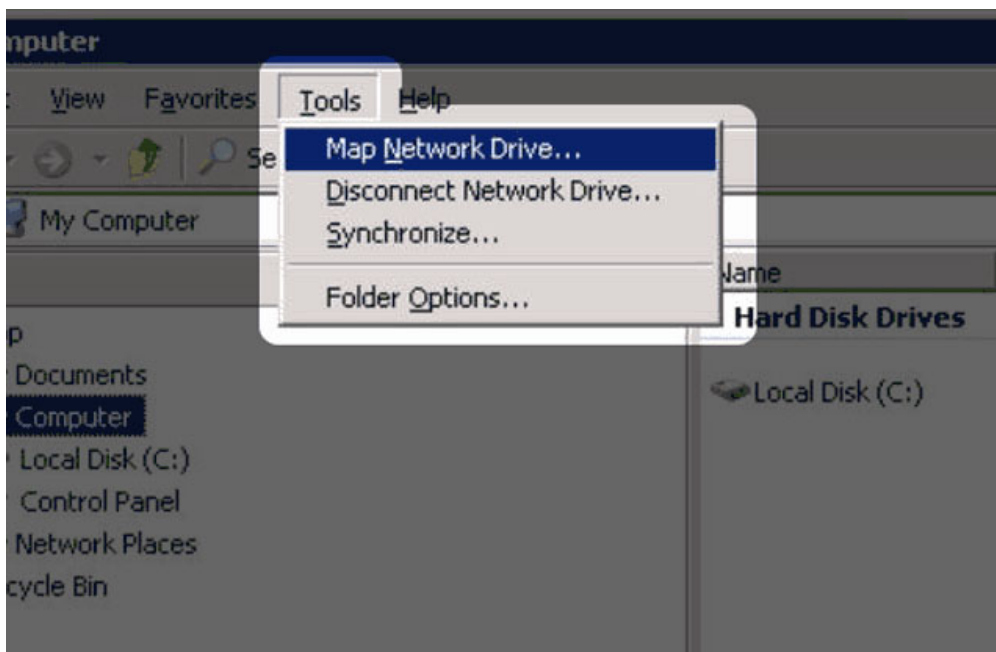 mputer
View Favorites Tools Help
Se
Map Network Drive...
Disconnect Network Drive...
My Computer
Synchronize...
Name
Folder Options...
Hard Disk Drives
p
Documents
Local Disk (C:)
Computer
Local Disk (C:)
Control Panel
Network Places
cycle Bin